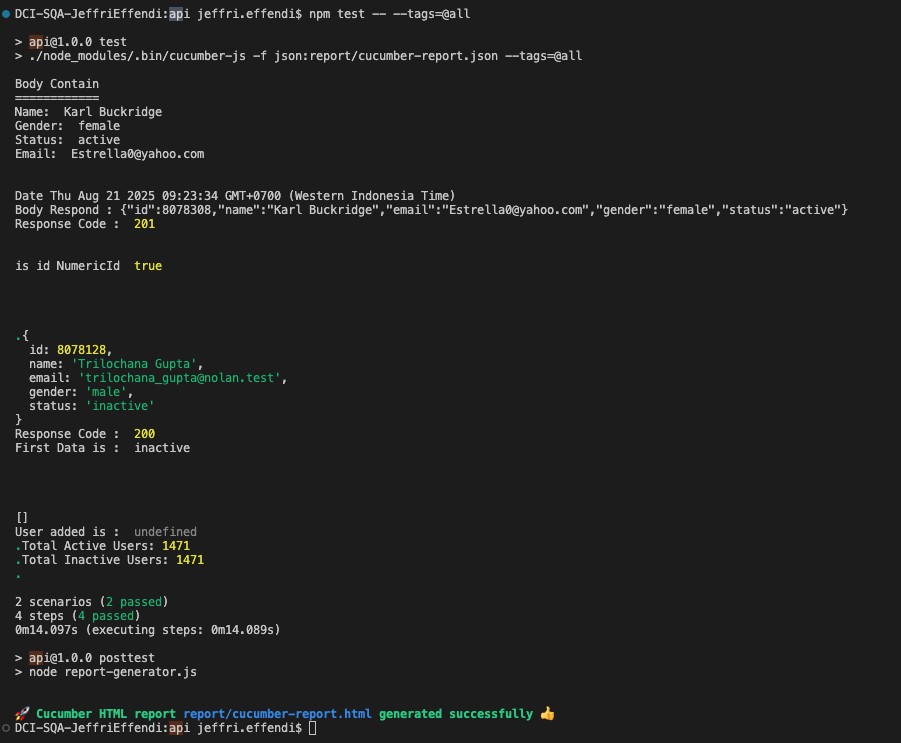 DCI-SQA-JeffriEffendi:api jeffri.effendi$ npm test -- --tags=@all
> api@1.0.0 test
> ./node_modules/.bin/cucumber-js -f json:report/cucumber-report.json --tags=@all
Body Contain
============
Name:  Karl Buckridge
Gender:  female
Status:  active
Email:  Estrella0@yahoo.com
Date Thu Aug 21 2025 09:23:34 GMT+0700 (Western Indonesia Time)
Body Respond : {"id":8078308,"name":"Karl Buckridge","email":"Estrella0@yahoo.com","gender":"female","status":"active"}
Response Code :  201
is id NumericId  true
.{
  id: 8078128,
  name: 'Trilochana Gupta',
  email: 'trilochana_gupta@nolan.test',
  gender: 'male',
  status: 'inactive'
}
Response Code :  200
First Data is :  inactive
[]
User added is :  undefined
.Total Active Users: 1471
.Total Inactive Users: 1471
.
2 scenarios (2 passed)
4 steps (4 passed)
0m14.097s (executing steps: 0m14.089s)
> api@1.0.0 posttest
> node report-generator.js
🚀 Cucumber HTML report report/cucumber-report.html generated successfully 👍
DCI-SQA-JeffriEffendi:api jeffri.effendi$